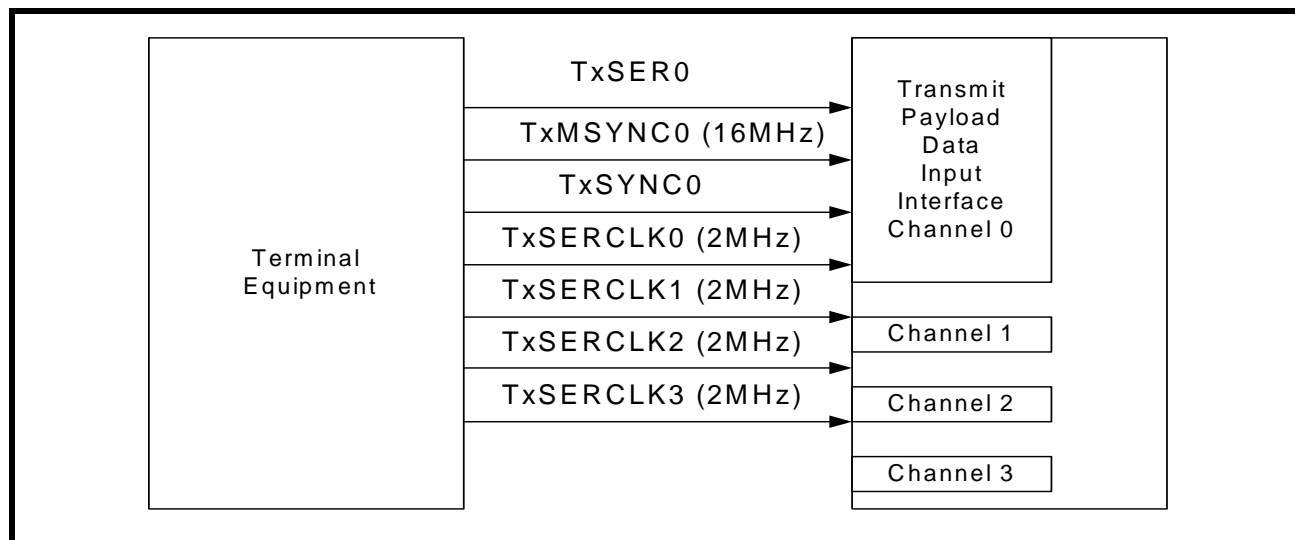 Terminal
Equipment
TxSER0
TxMSYNC0 (16MHz)
TxSYNC0
TxSERCLK0 (2MHz)
TxSERCLK1 (2MHz)
TxSERCLK2 (2MHz)
TxSERCLK3 (2MHz)
Transmit
Payload
Data
Input
Interface
Channel 0
Channel 1
Channel 2
Channel 3